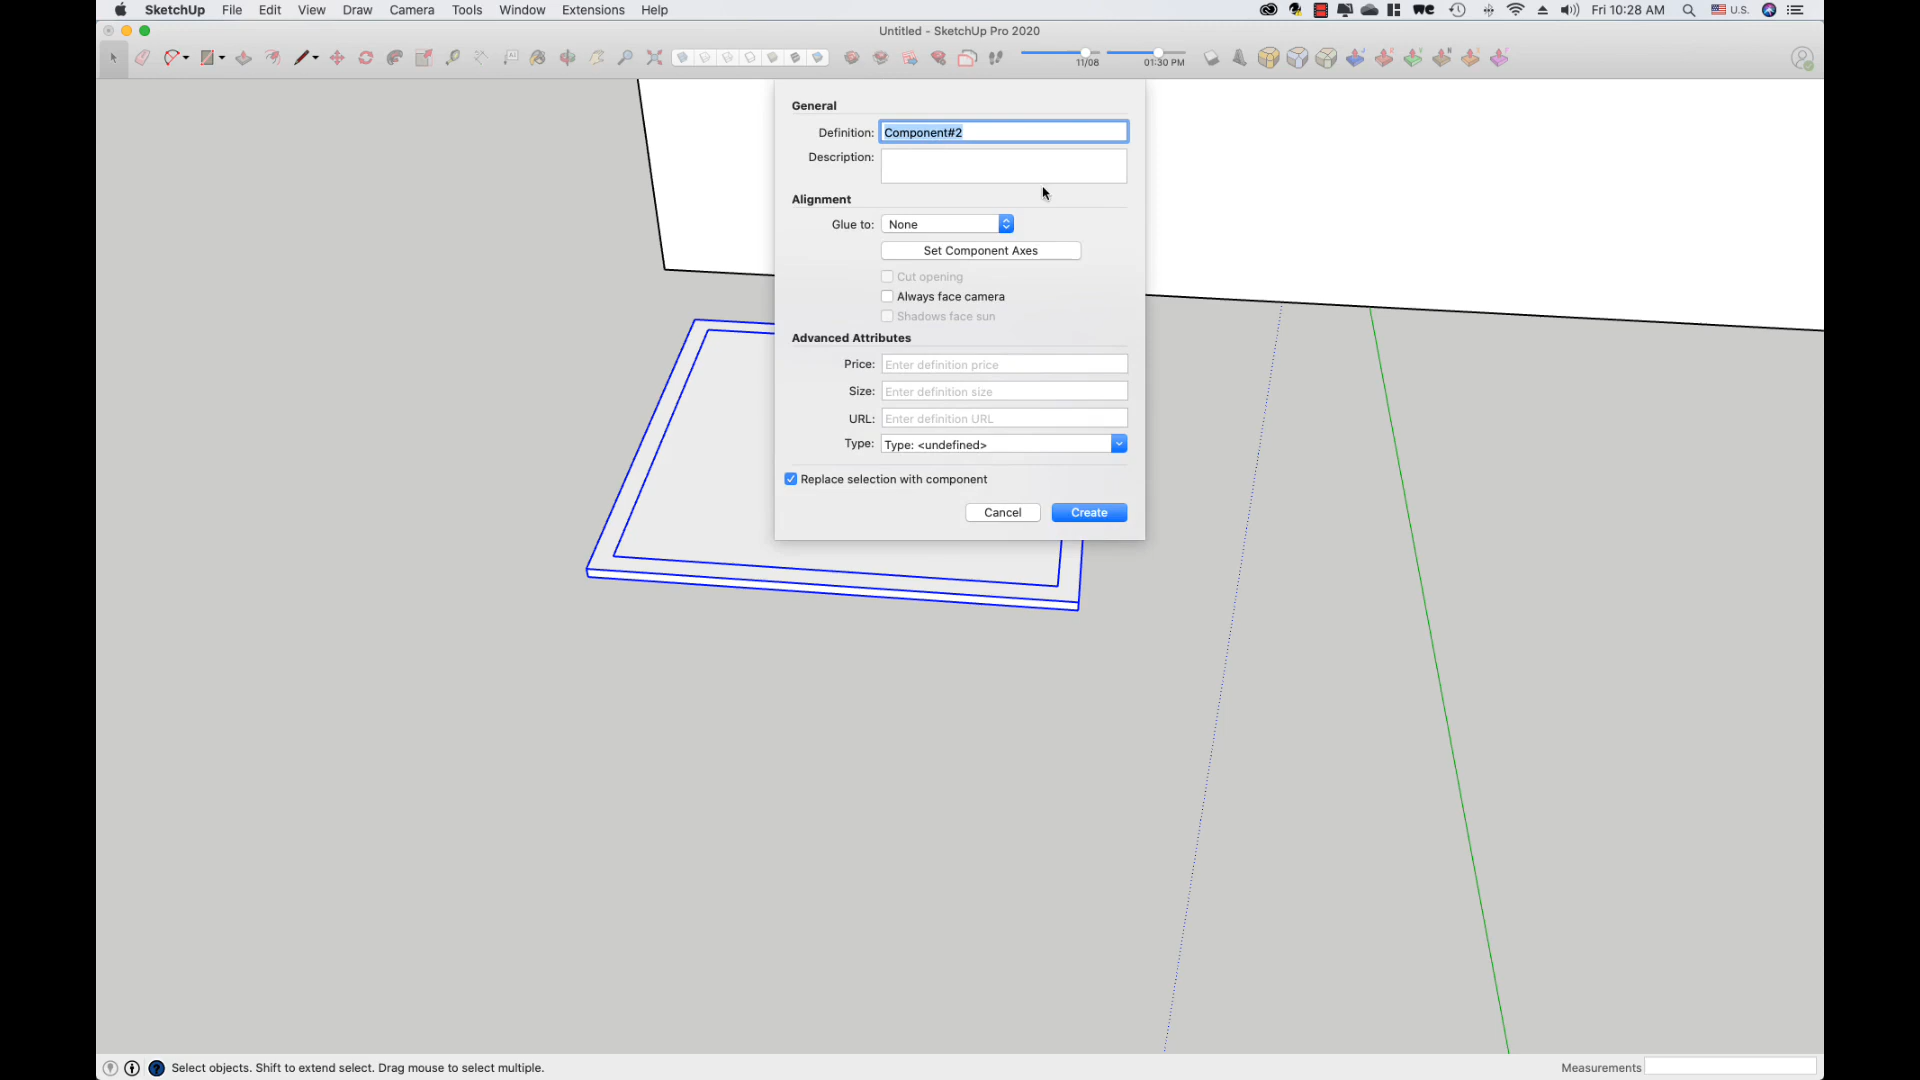 SketchUp File Edit View Draw Camera Tools Window Extensions Help
U.S. Fri 10:28 AM
Untitled - SketchUp Pro 2020
11/08 01:30 PM
General
Definition: Component#2
Description:
Alignment
Glue to: None
Set Component Axes
Cut opening
Always face camera
Shadows face sun
Advanced Attributes
Price: Enter definition price
Size: Enter definition size
URL: Enter definition URL
Type: Type: <undefined>
Replace selection with component
Cancel Create
Select objects. Shift to extend select. Drag mouse to select multiple.
Measurements